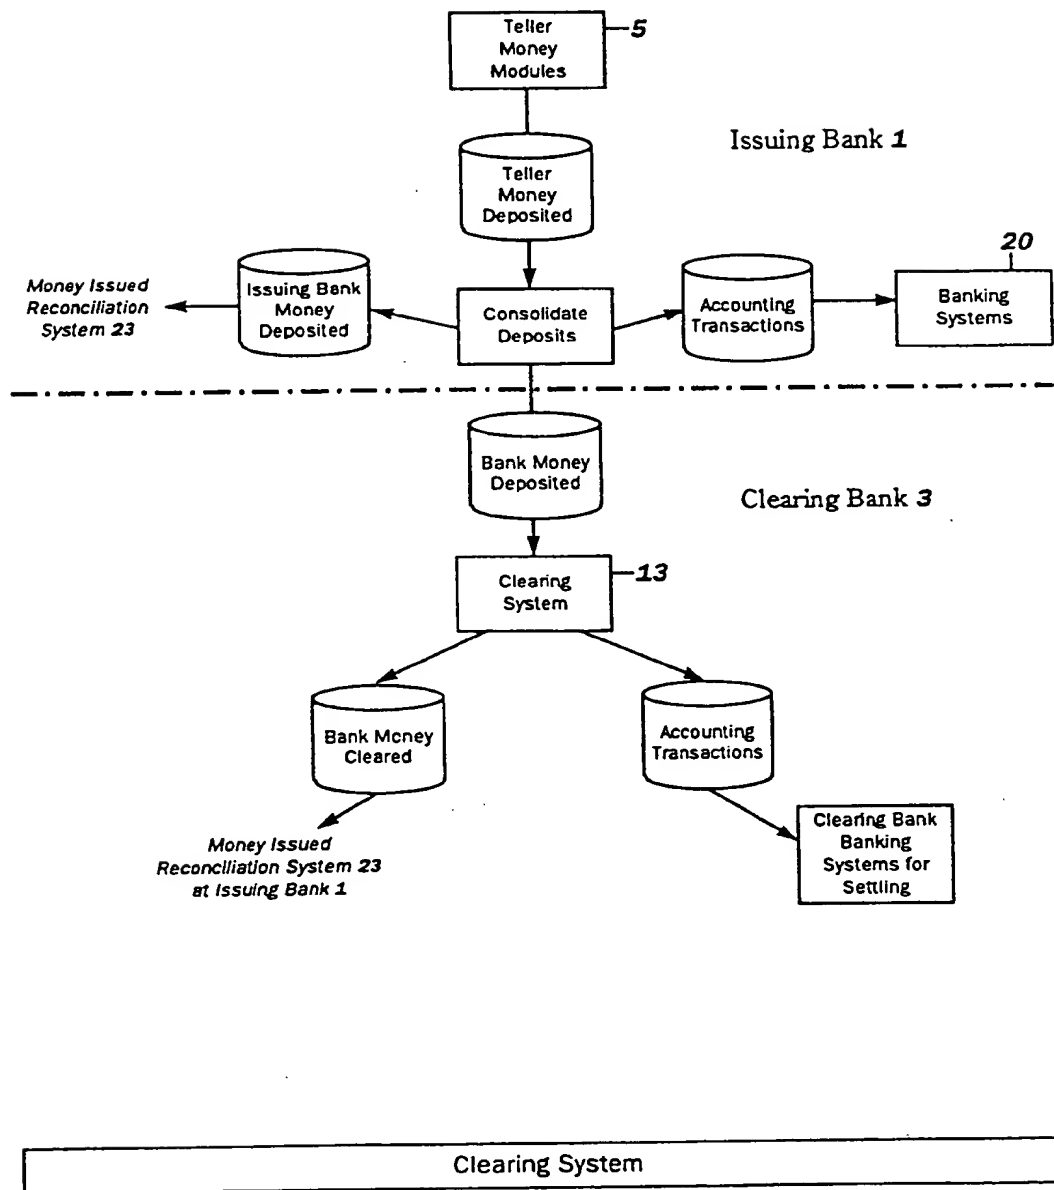 Teller
Money
Modules
5
Issuing Bank 1
Teller
Money
Deposited
20
Money Issued
Reconciliation
System 23
Issuing Bank
Money
Deposited
Consolidate
Deposits
Accounting
Transactions
Banking
Systems
Bank Money
Deposited
Clearing Bank 3
Clearing
System
13
Bank Money
Cleared
Accounting
Transactions
Money Issued
Reconciliation System 23
at Issuing Bank 1
Clearing Bank
Banking
Systems for
Settling
Clearing System